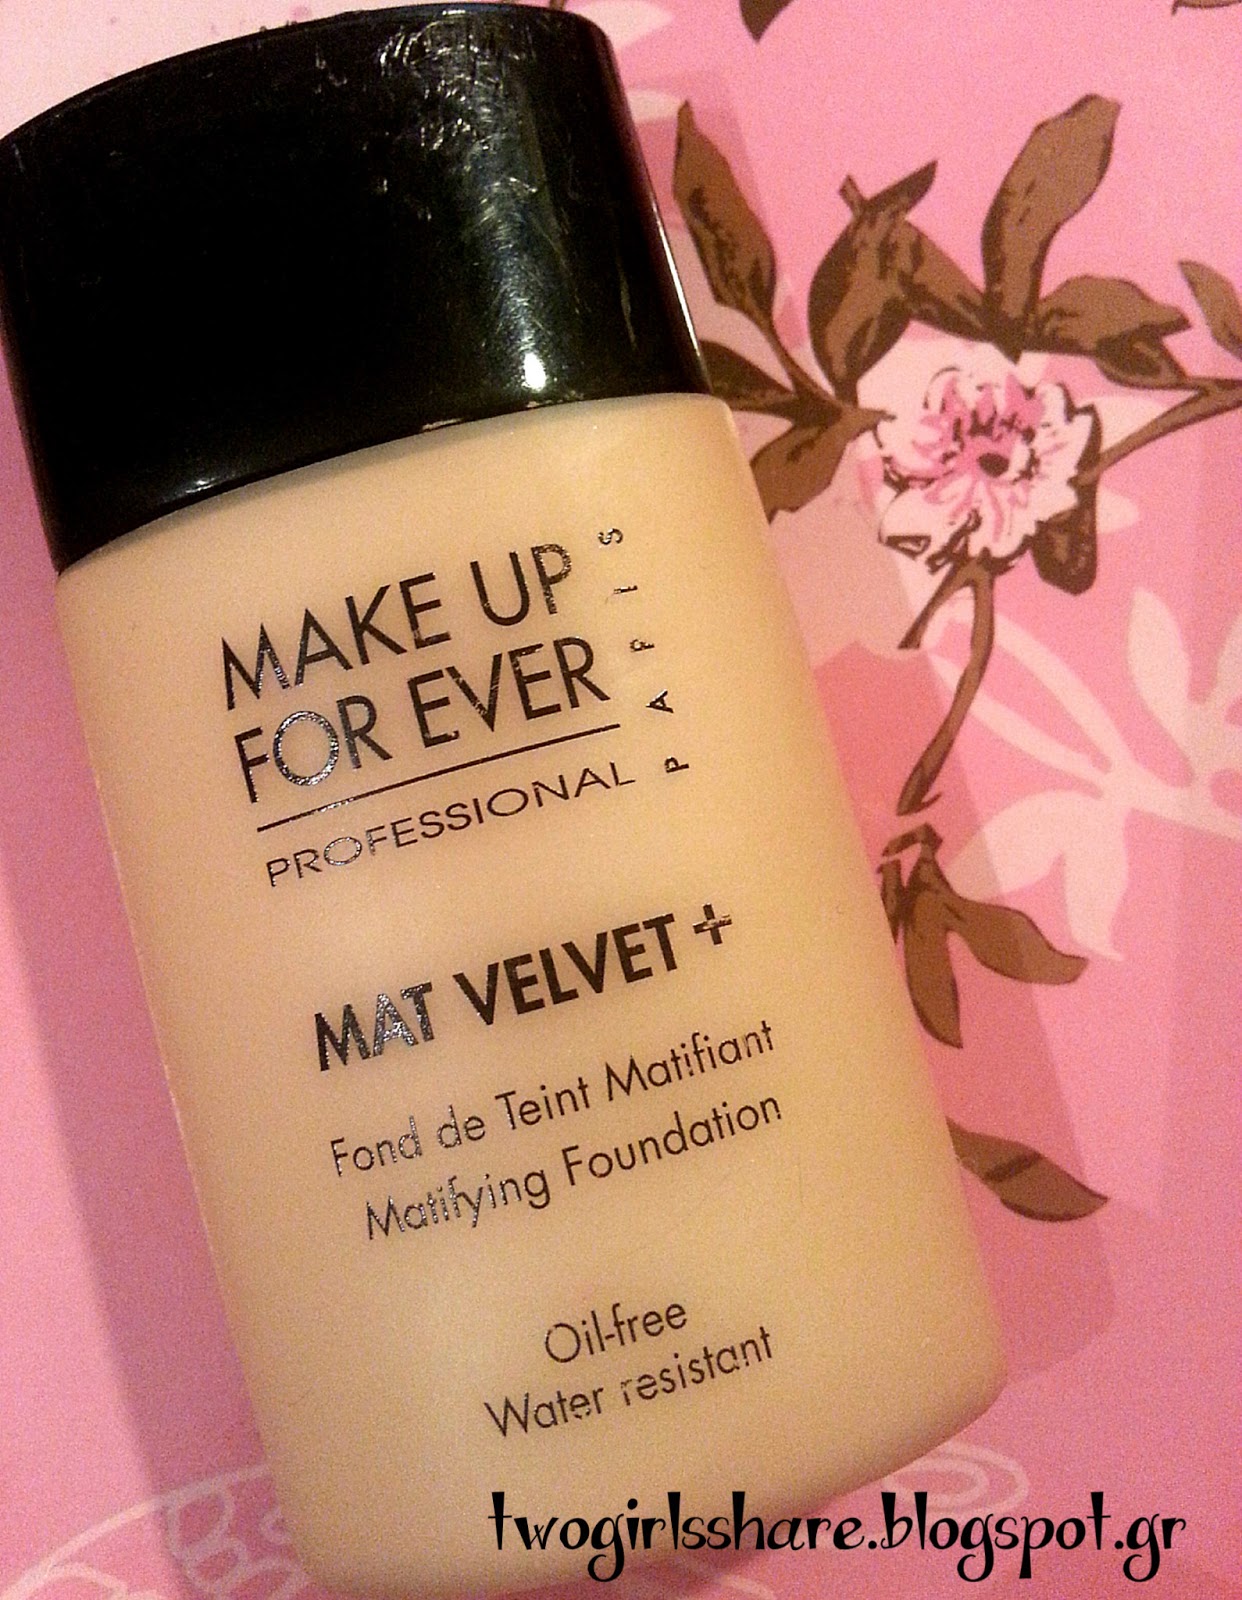 MAKE UP
FOR EVER
PARIS
PROFESSIONAL
MAT VELVET +
Fond de Teint Matifiant
Matifying Foundation
Oil-free
Water resistant
twogirlsshare.blogspot.gr